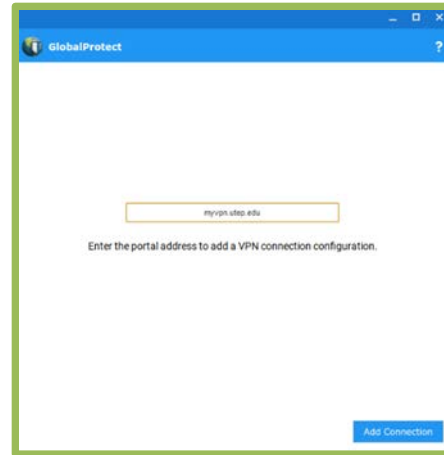 GlobalProtect
?
myvpn.utep.edu
Enter the portal address to add a VPN connection configuration.
Add Connection